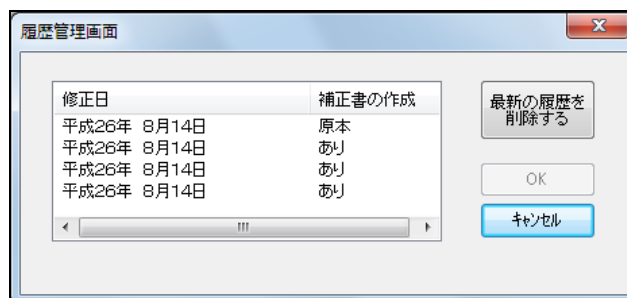 履歴管理画面
修正日 補正書の作成
平成26年 8月14日 原本
平成26年 8月14日 あり
平成26年 8月14日 あり
平成26年 8月14日 あり
最新の履歴を
削除する
OK
キャンセル